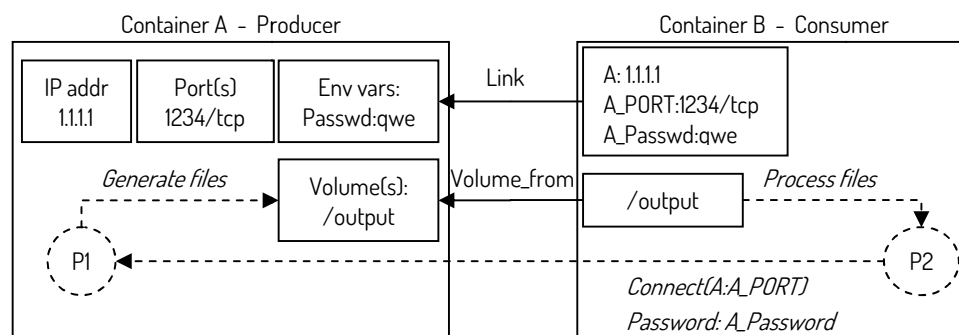 Container A - Producer
Container B - Consumer
IP addr
1.1.1.1
Port(s)
1234/tcp
Env vars:
Passwd:qwe
Link
A: 1.1.1.1
A_PORT:1234/tcp
A_Passwd:qwe
Generate files
Volume(s):
/output
Volume_from
/output
Process files
P1
P2
Connect(A:A_PORT)
Password: A_Password